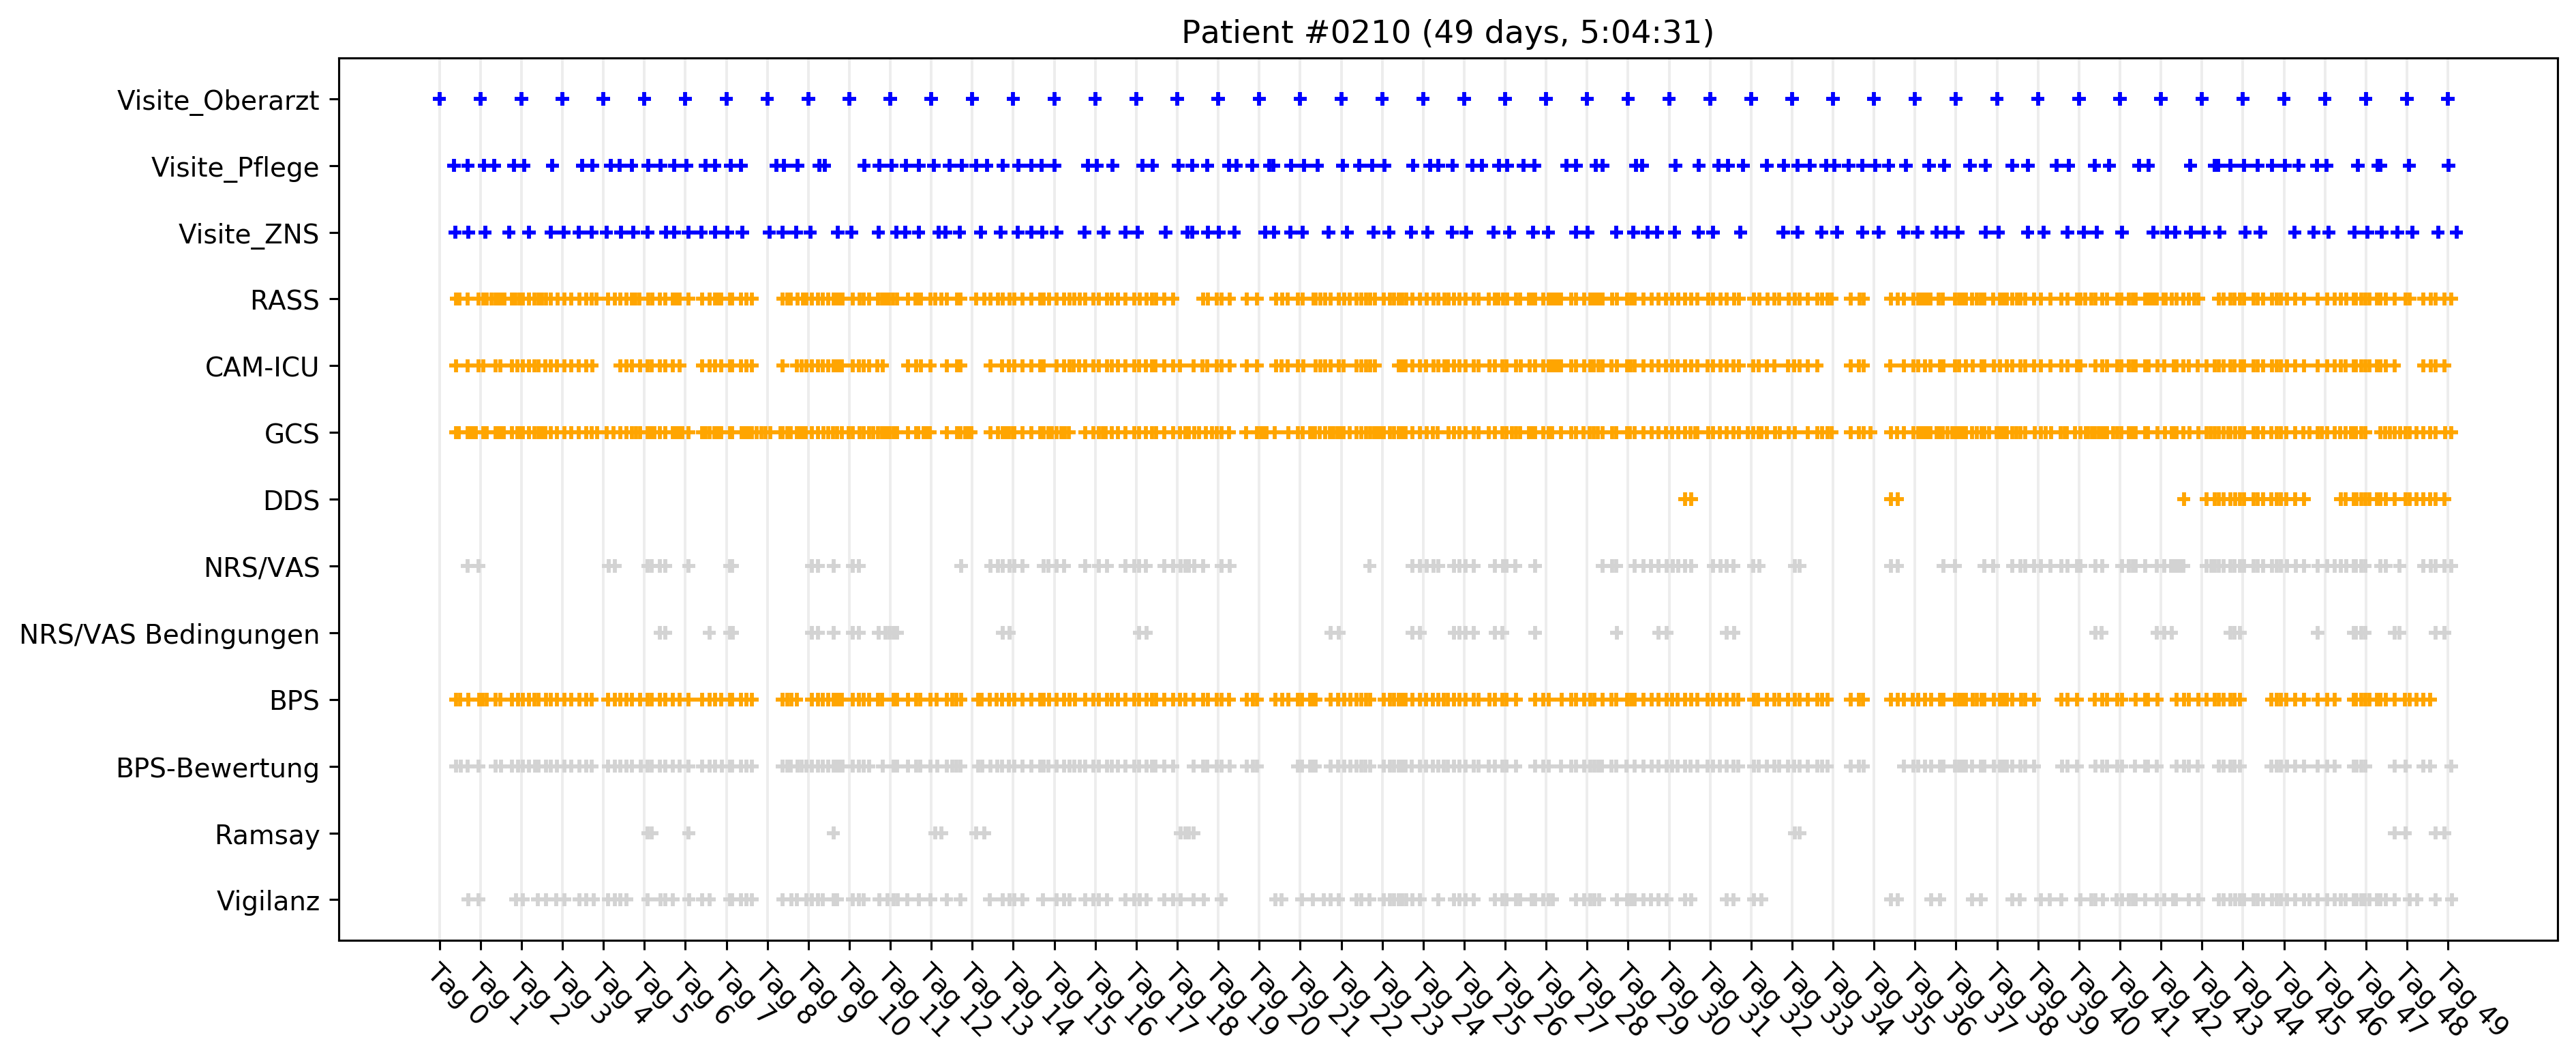 Patient #0210 (49 days, 5:04:31)
Visite_Oberarzt
Visite_Pflege
Visite_ZNS
RASS
CAM-ICU
GCS
DDS
NRS/VAS
NRS/VAS Bedingungen
BPS
BPS-Bewertung
Ramsay
Vigilanz
Tag 0
Tag 1
Tag 2
Tag 3
Tag 4
Tag 5
Tag 6
Tag 7
Tag 8
Tag 9
Tag 10
Tag 11
Tag 12
Tag 13
Tag 14
Tag 15
Tag 16
Tag 17
Tag 18
Tag 19
Tag 20
Tag 21
Tag 22
Tag 23
Tag 24
Tag 25
Tag 26
Tag 27
Tag 28
Tag 29
Tag 30
Tag 31
Tag 32
Tag 33
Tag 34
Tag 35
Tag 36
Tag 37
Tag 38
Tag 39
Tag 40
Tag 41
Tag 42
Tag 43
Tag 44
Tag 45
Tag 46
Tag 47
Tag 48
Tag 49